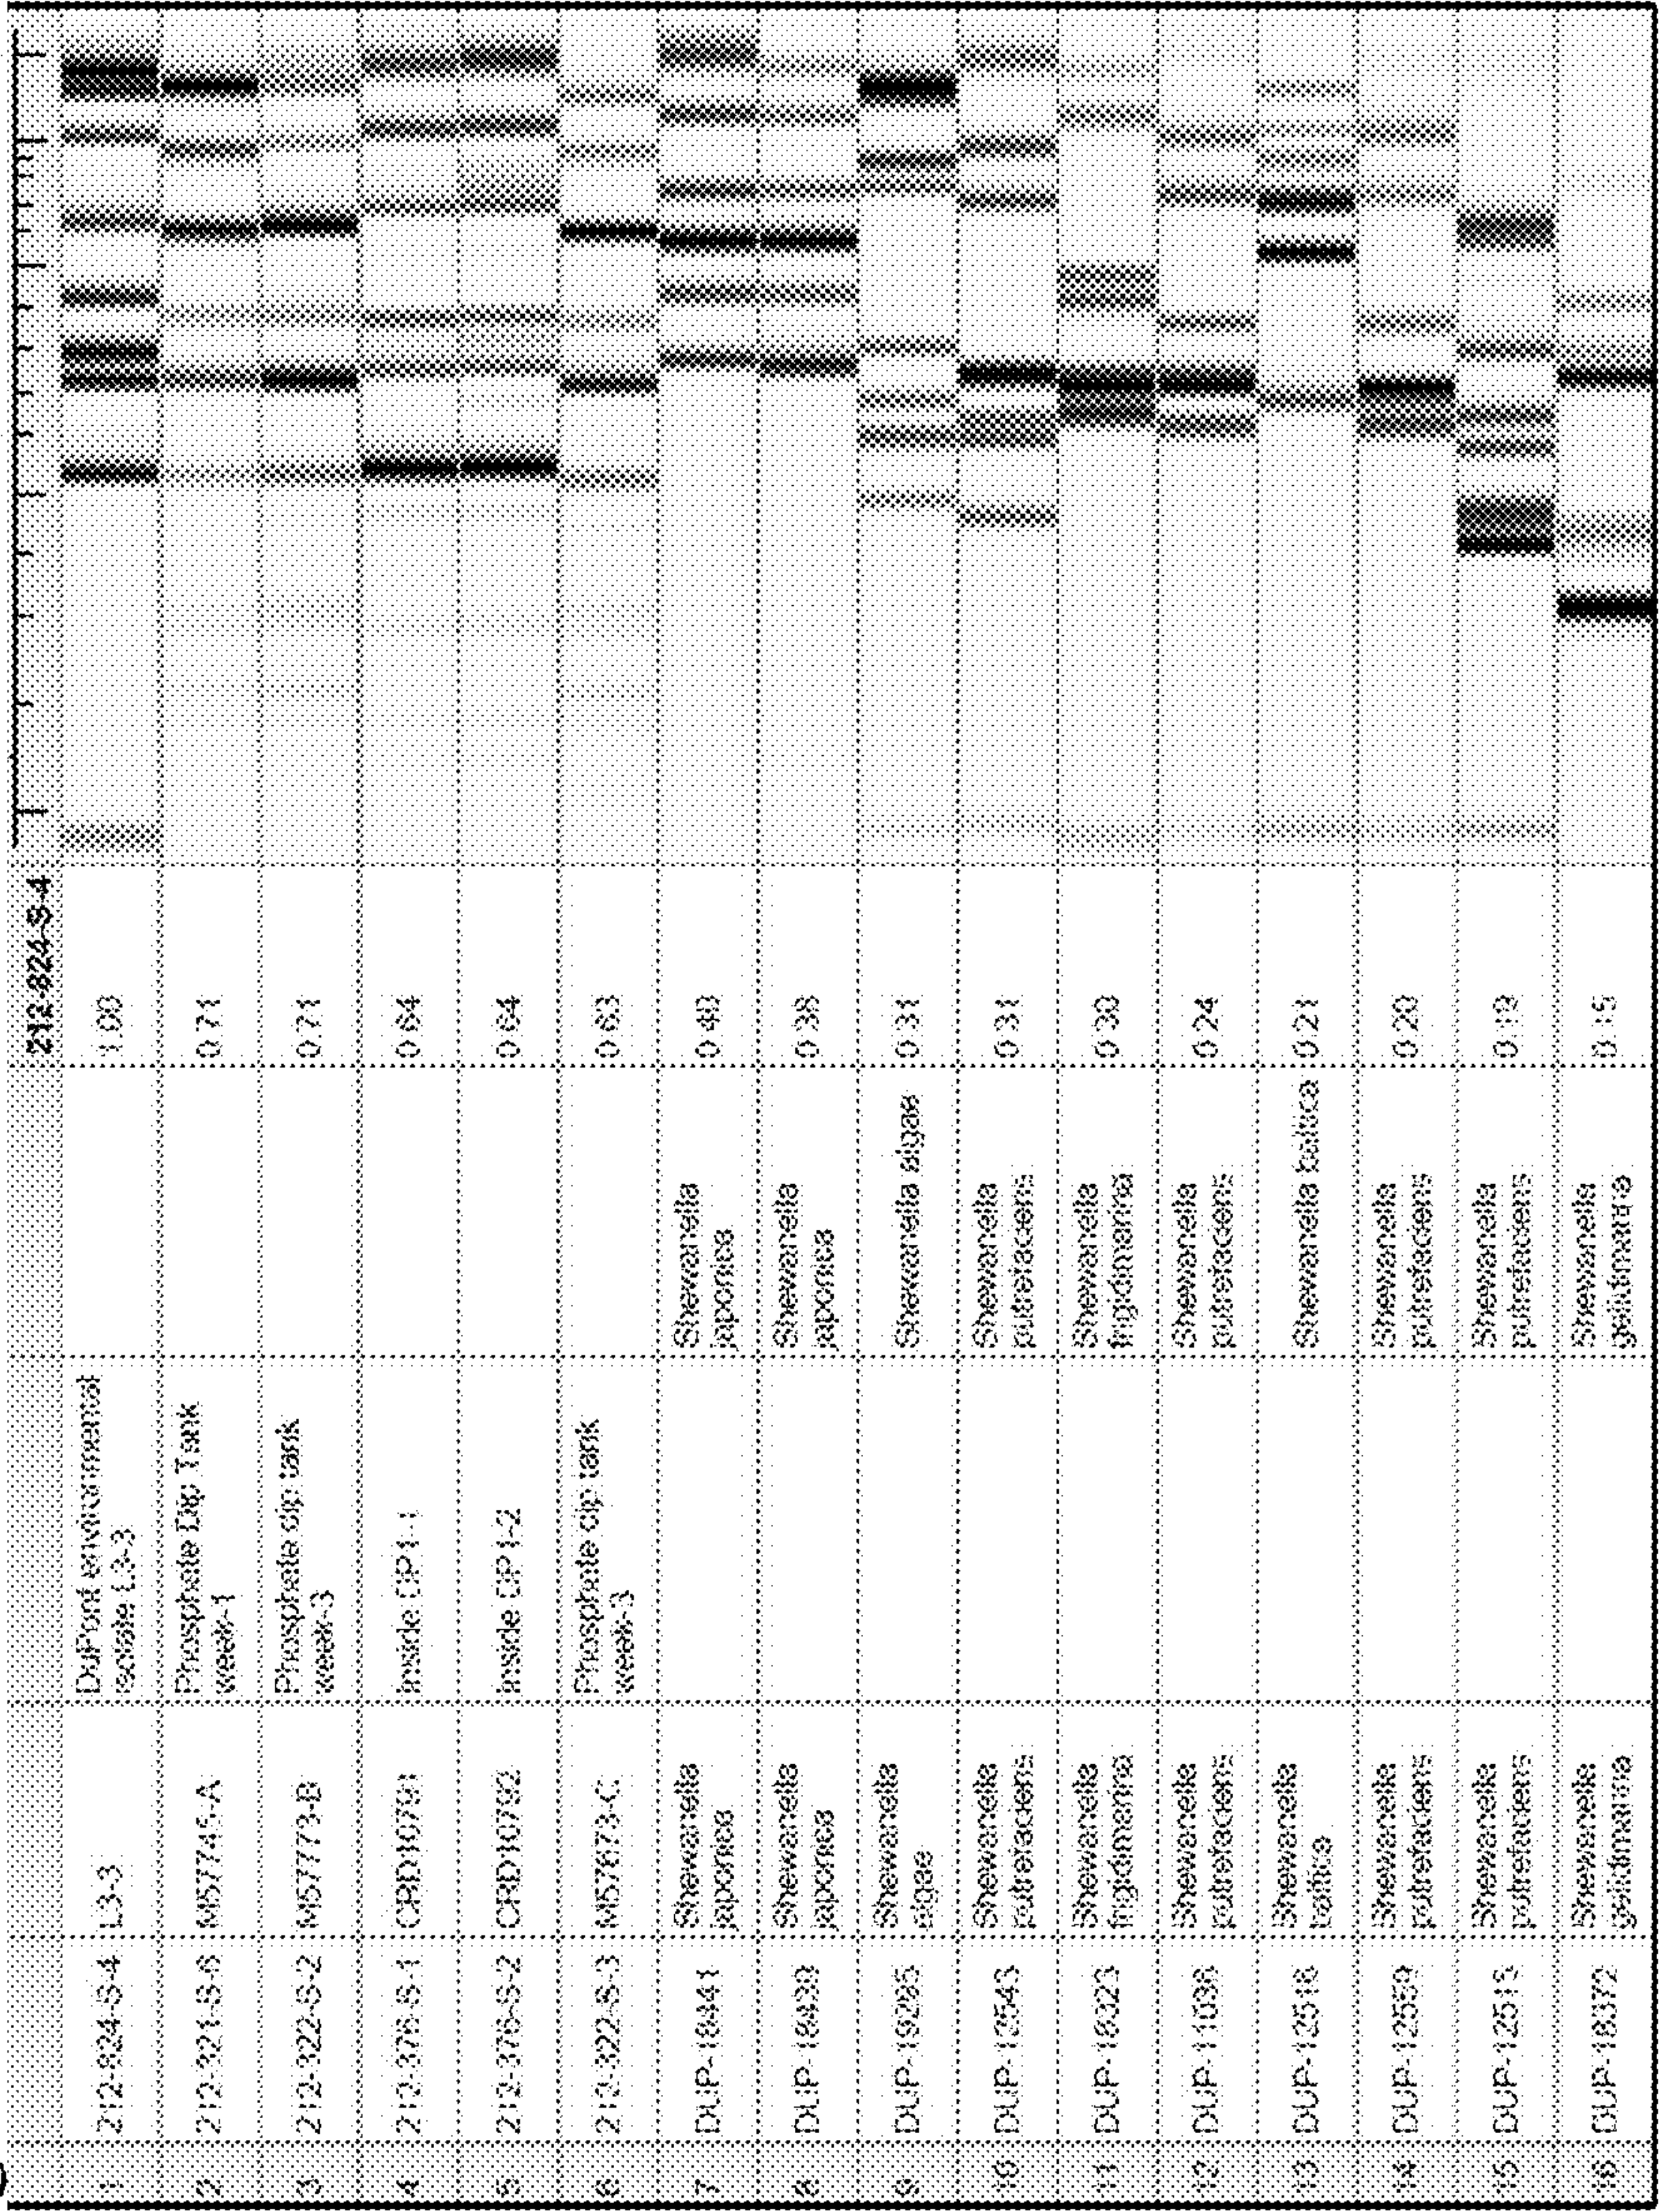 212-824-S-4
1 212-824-S-4 L3-3 DuPont environmental isolate L3-3 1.00
2 212-321-S-6 M57745-A Phosphate Dip Tank week-1 0.71
3 212-322-S-2 M57773-B Phosphate dip tank week-3 0.71
4 212-376-S-1 CRD10791 Inside DP1-1 0.64
5 212-376-S-2 CRD10792 Inside DP1-2 0.64
6 212-322-S-3 Phosphate dip tank week-3 0.63
7 DUP-18441 Shewanella japonica Shewanella japonica 0.40
8 DUP-18439 Shewanella japonica Shewanella japonica 0.38
9 DUP-19285 Shewanella algae Shewanella algae 0.31
10 DUP-12543 Shewanella putrefaciens Shewanella putrefaciens 0.31
11 DUP-18323 Shewanella frigidimarina Shewanella frigidimarina 0.30
12 DUP-11038 Shewanella putrefaciens Shewanella putrefaciens 0.24
13 DUP-12516 Shewanella baltica Shewanella baltica 0.21
14 DUP-12559 Shewanella putrefaciens Shewanella putrefaciens 0.20
15 DUP-12513 Shewanella putrefaciens Shewanella putrefaciens 0.19
16 DUP-18372 Shewanella gelidimarina Shewanella gelidimarina 0.15